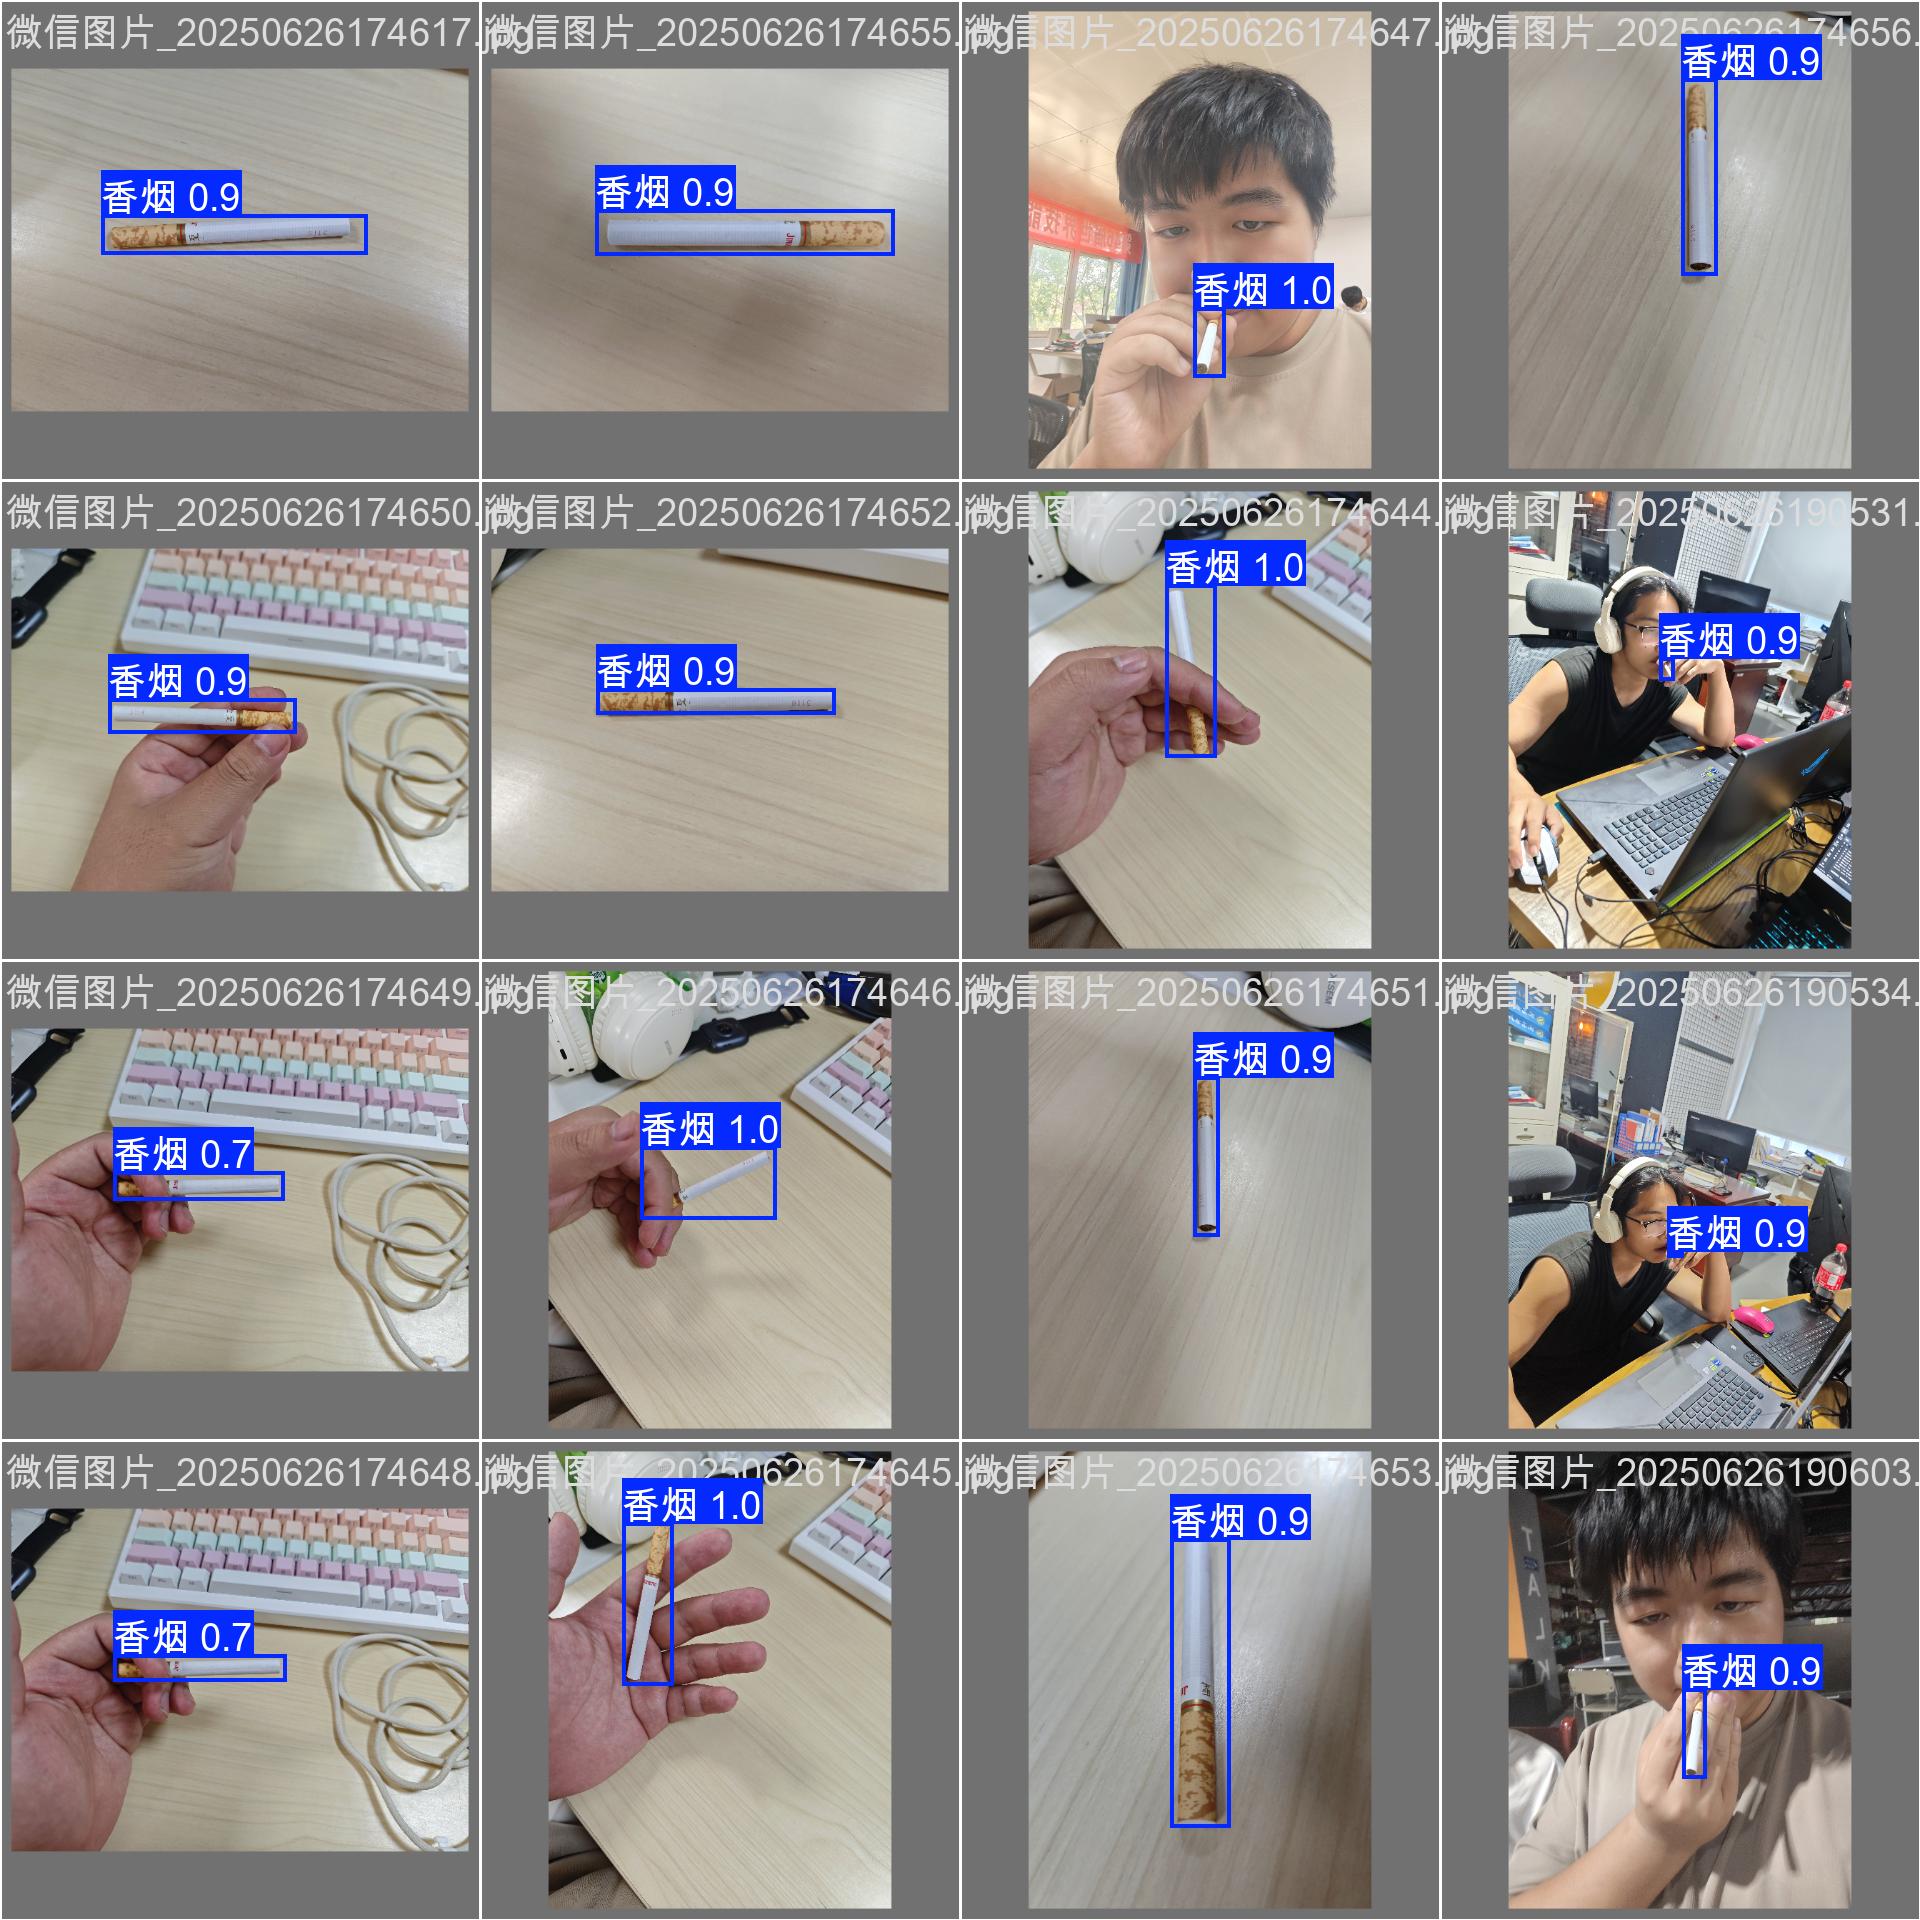 微信图片_20250626174617.jpg
微信图片_20250626174655.jpg
微信图片_20250626174647.jpg
微信图片_20250626174656.
香烟 0.9
香烟 0.9
香烟 1.0
香烟 0.9
微信图片_20250626174650.jpg
微信图片_20250626174652.jpg
微信图片_20250626174644.jpg
微信图片_20250626190531.
香烟 0.9
香烟 0.9
香烟 1.0
香烟 0.9
微信图片_20250626174649.jpg
微信图片_20250626174646.jpg
微信图片_20250626174651.jpg
微信图片_20250626190534.
香烟 0.7
香烟 1.0
香烟 0.9
香烟 0.9
微信图片_20250626174648.jpg
微信图片_20250626174645.jpg
微信图片_20250626174653.jpg
微信图片_20250626190603.
香烟 0.7
香烟 1.0
香烟 0.9
香烟 0.9
TALK